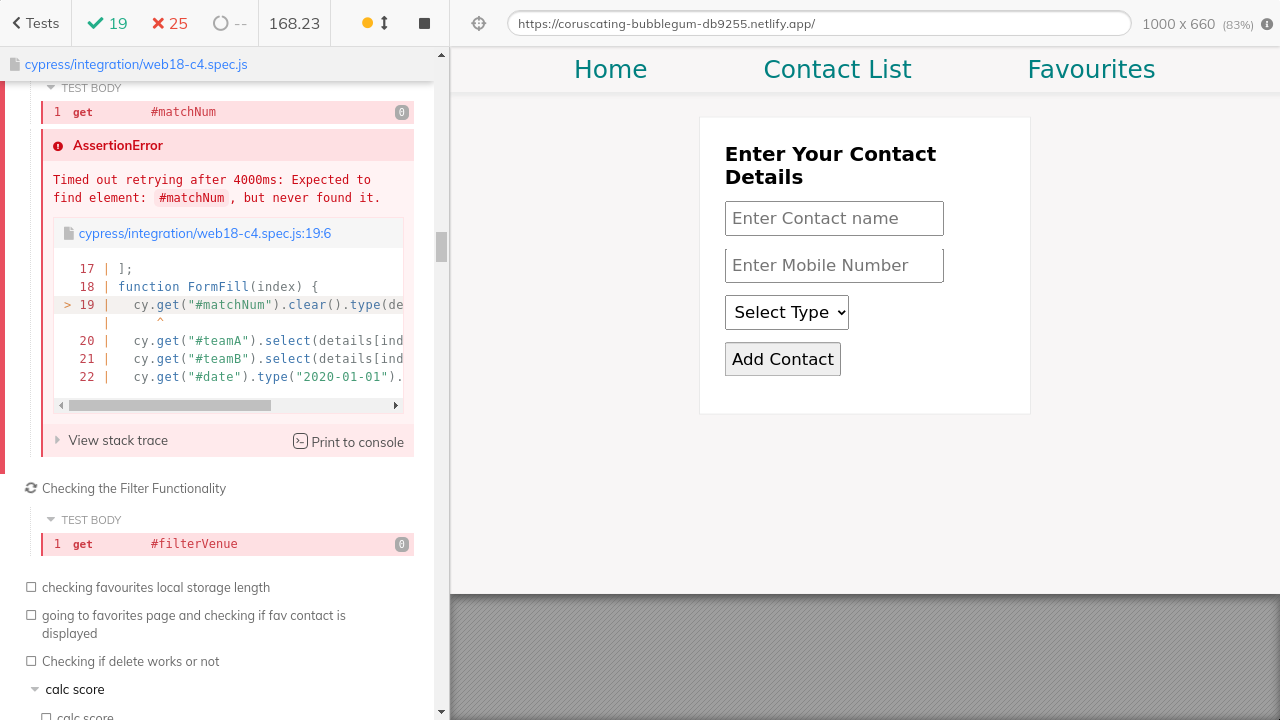 Tests 19 25 -- 168.23
https://coruscating-bubblegum-db9255.netlify.app/ 1000 x 660 (83%)
cypress/integration/web18-c4.spec.js
TEST BODY
1 get #matchNum 0
AssertionError
Timed out retrying after 4000ms: Expected to
find element: #matchNum, but never found it.
cypress/integration/web18-c4.spec.js:19:6
17 | ];
18 | function FormFill(index) {
> 19 | cy.get("#matchNum").clear().type(de
| ^
20 | cy.get("#teamA").select(details[ind
21 | cy.get("#teamB").select(details[ind
22 | cy.get("#date").type("2020-01-01").
View stack trace Print to console
Checking the Filter Functionality
TEST BODY
1 get #filterVenue 0
checking favourites local storage length
going to favorites page and checking if fav contact is
displayed
Checking if delete works or not
calc score
calc score
Home Contact List Favourites
Enter Your Contact
Details
Enter Contact name
Enter Mobile Number
Select Type
Add Contact